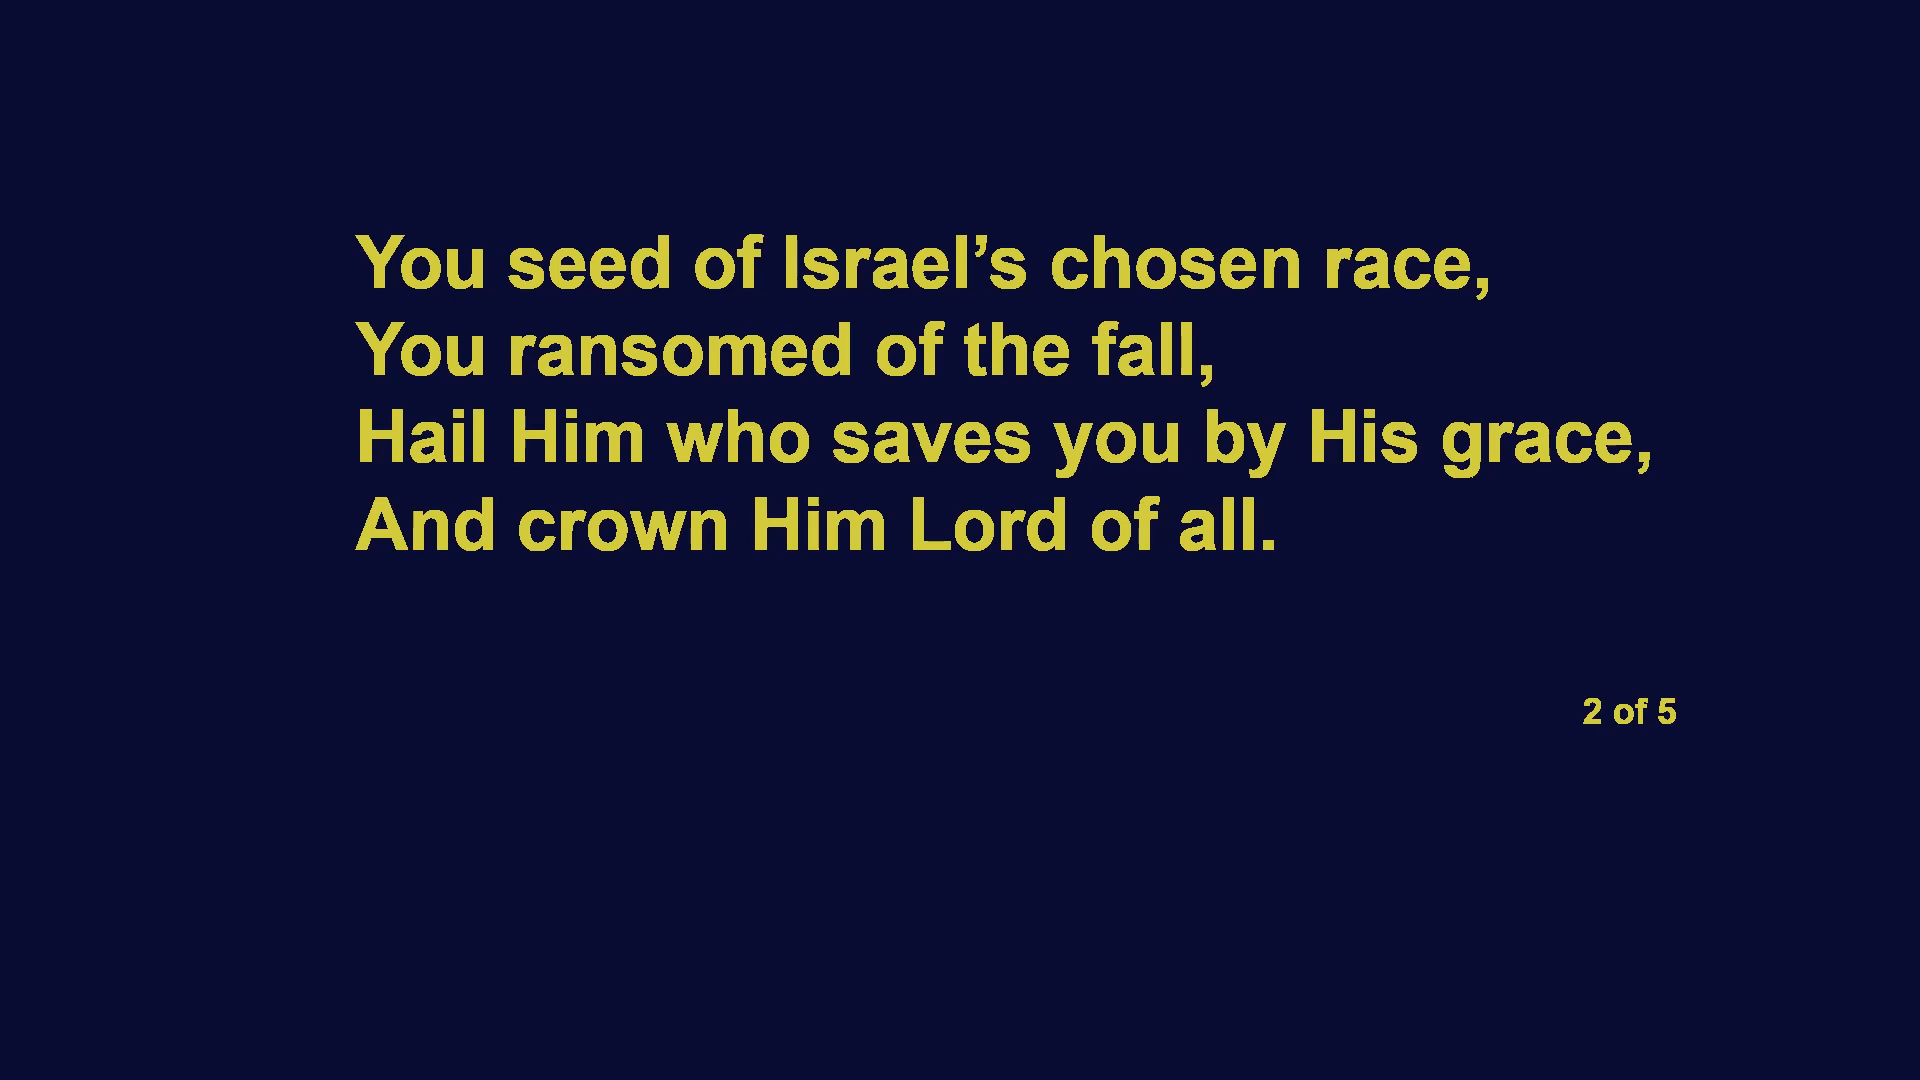 You seed of Israel’s chosen race,
You ransomed of the fall,
Hail Him who saves you by His grace,
And crown Him Lord of all.
2 of 5